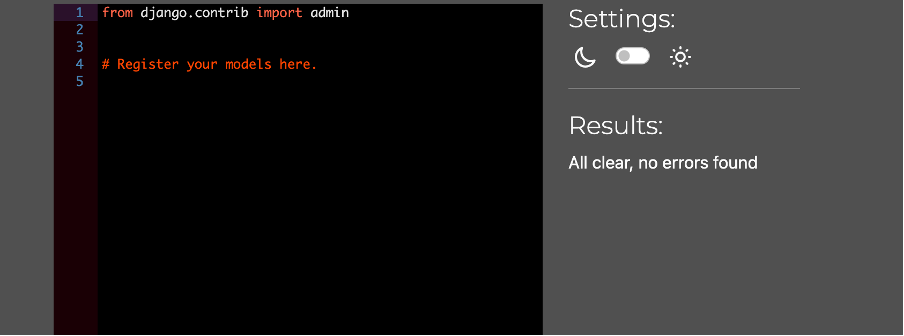 1 from django.contrib import admin
2
3
4 # Register your models here.
5
Settings:
Results:
All clear, no errors found